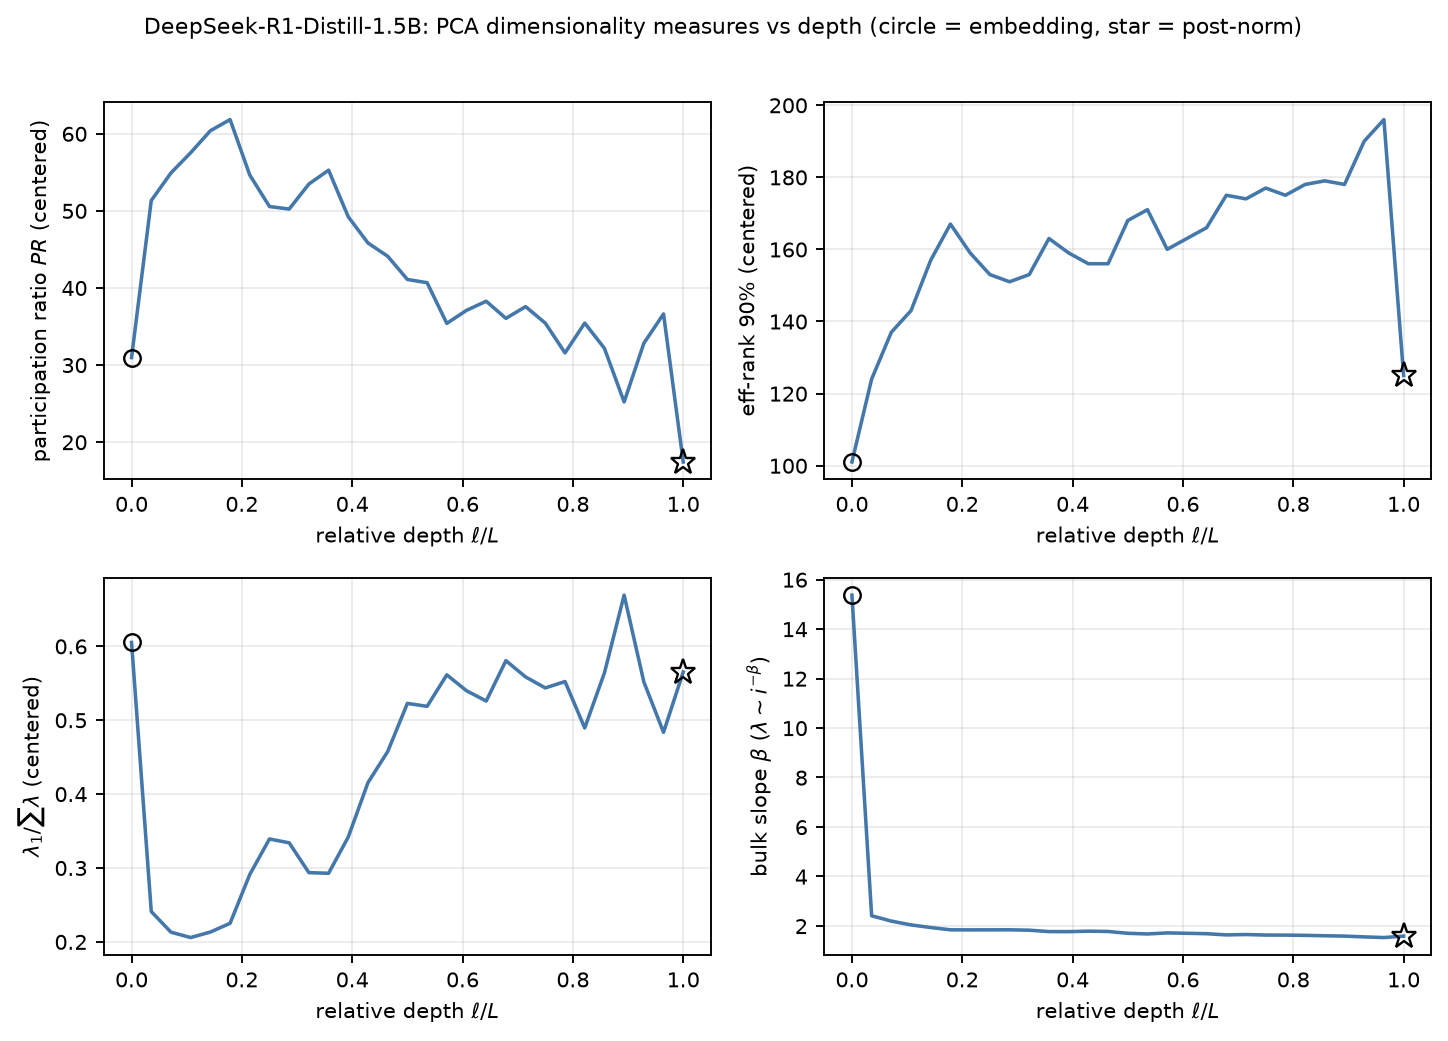 DeepSeek-R1-Distill-1.5B: PCA dimensionality measures vs depth (circle = embedding, star = post-norm)
participation ratio PR (centered)
60
50
40
30
20
0.0 0.2 0.4 0.6 0.8 1.0
relative depth ℓ/L
eff-rank 90% (centered)
200
180
160
140
120
100
0.0 0.2 0.4 0.6 0.8 1.0
relative depth ℓ/L
λ₁/∑λ (centered)
0.6
0.5
0.4
0.3
0.2
0.0 0.2 0.4 0.6 0.8 1.0
relative depth ℓ/L
bulk slope β (λ ~ i⁻ᵝ)
16
14
12
10
8
6
4
2
0.0 0.2 0.4 0.6 0.8 1.0
relative depth ℓ/L